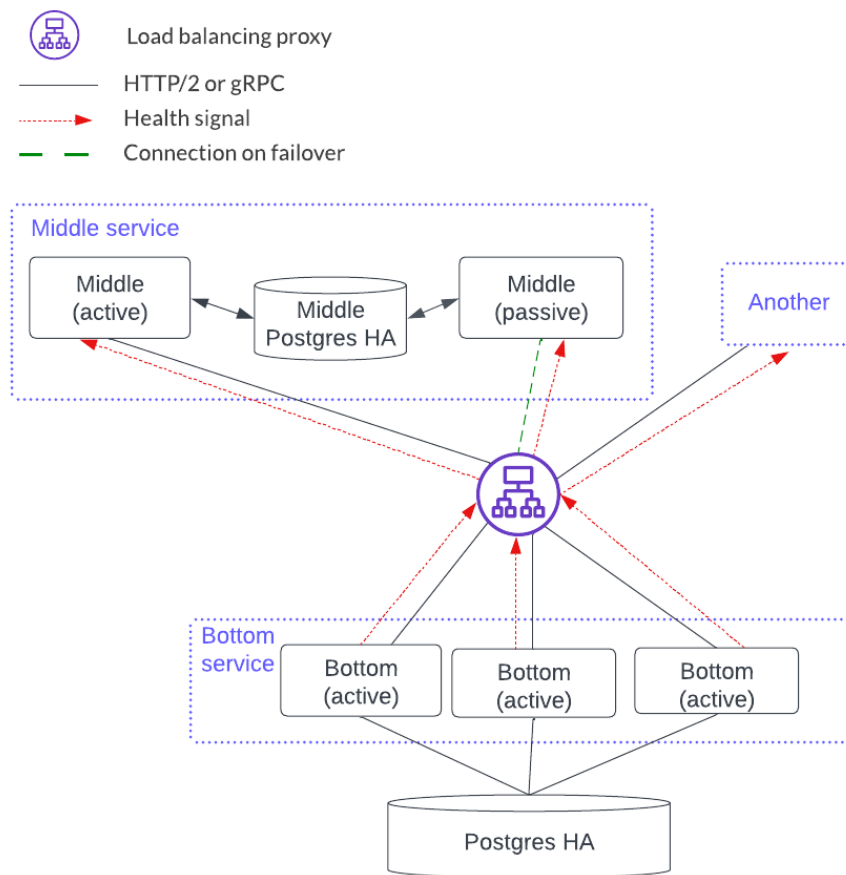 Load balancing proxy
HTTP/2 or gRPC
Health signal
Connection on failover
Middle service
Middle
(active)
Middle
Postgres HA
Middle
(passive)
Another
Bottom
service
Bottom
(active)
Bottom
(active)
Bottom
(active)
Postgres HA